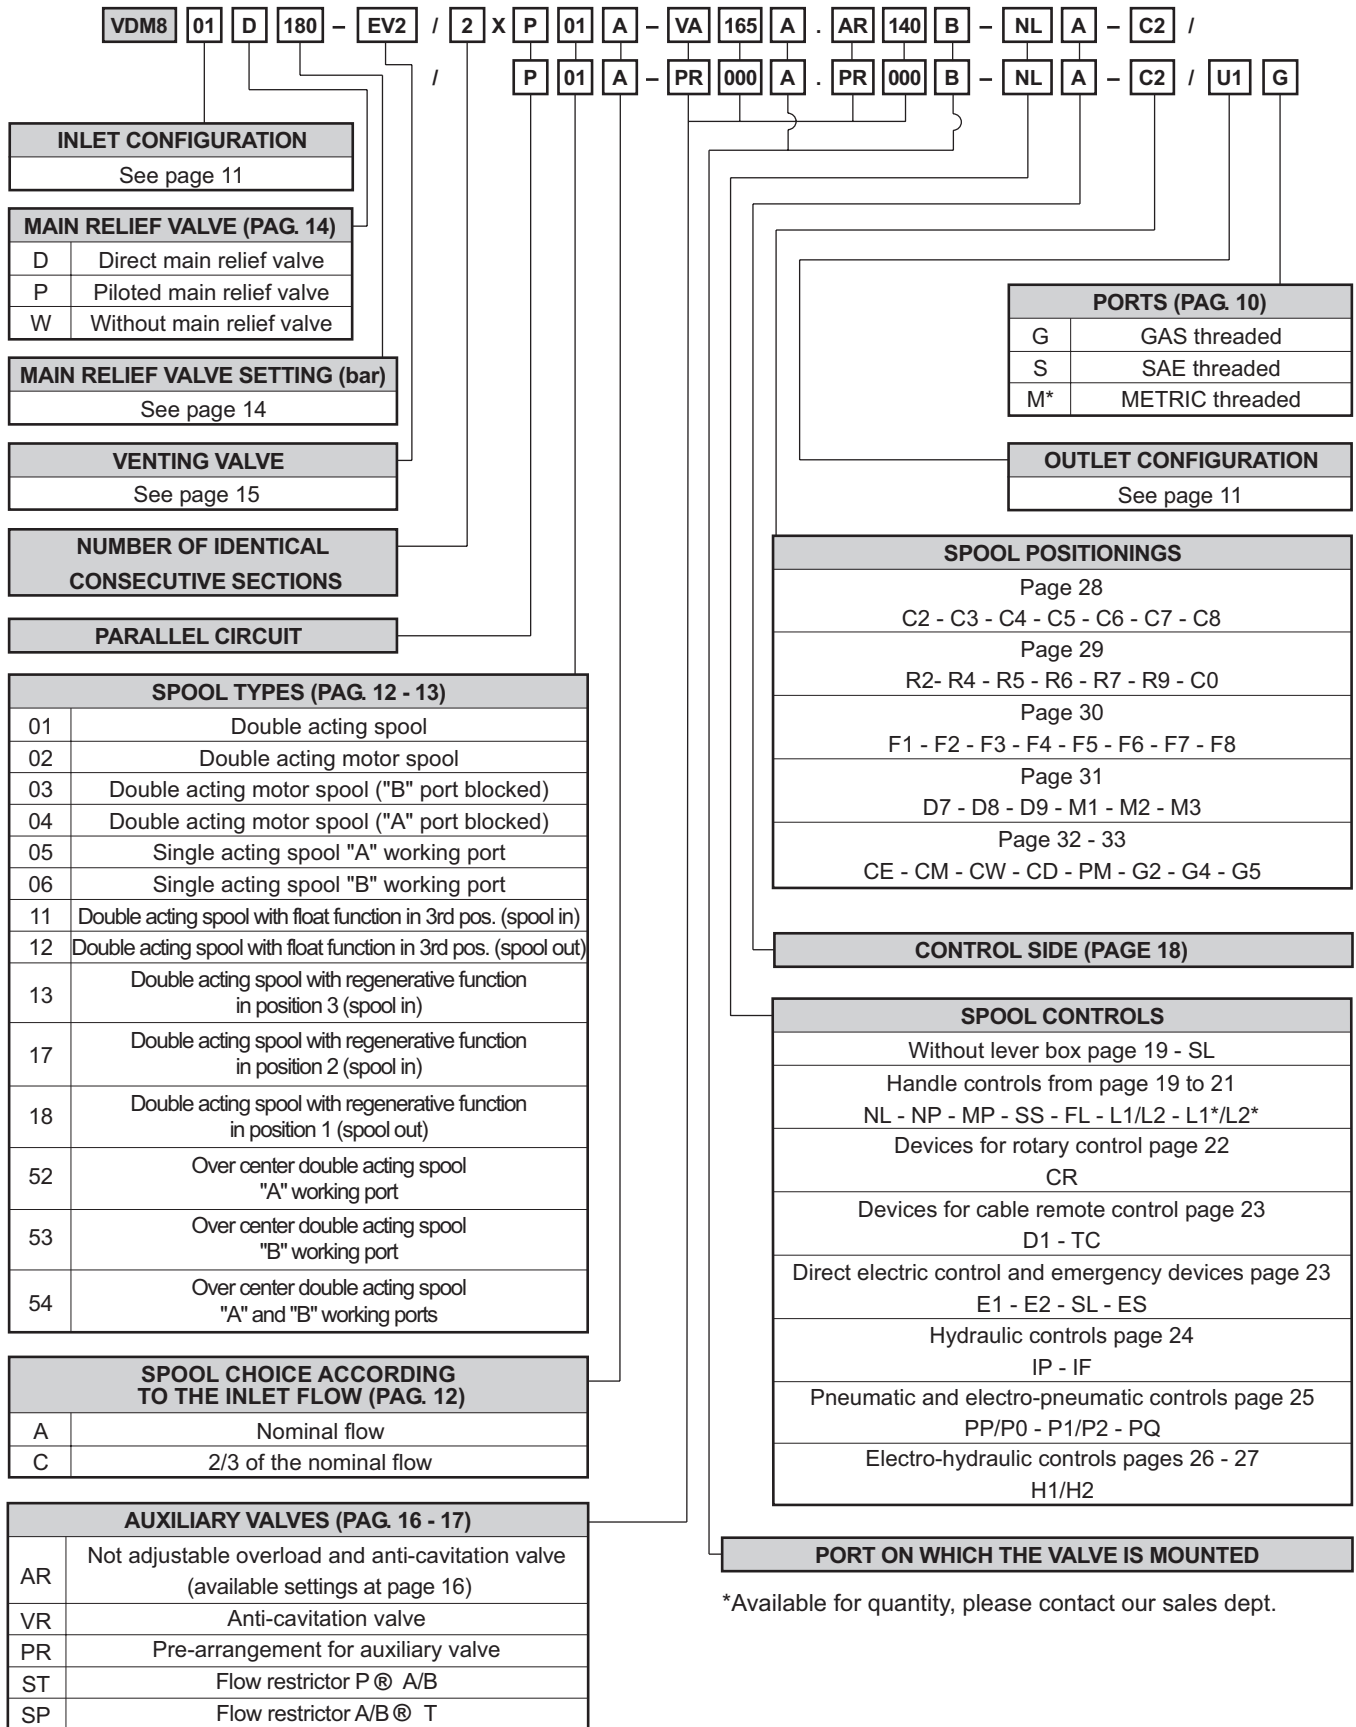 VDM8 01 D 180 – EV2 / 2 X P 01 A – VA 165 A . AR 140 B – NL A – C2 /
/ P 01 A – PR 000 A . PR 000 B – NL A – C2 / U1 G
INLET CONFIGURATION
See page 11
MAIN RELIEF VALVE (PAG. 14)
D Direct main relief valve
P Piloted main relief valve
W Without main relief valve
MAIN RELIEF VALVE SETTING (bar)
See page 14
VENTING VALVE
See page 15
NUMBER OF IDENTICAL
CONSECUTIVE SECTIONS
PARALLEL CIRCUIT
SPOOL TYPES (PAG. 12 - 13)
01 Double acting spool
02 Double acting motor spool
03 Double acting motor spool ("B" port blocked)
04 Double acting motor spool ("A" port blocked)
05 Single acting spool "A" working port
06 Single acting spool "B" working port
11 Double acting spool with float function in 3rd pos. (spool in)
12 Double acting spool with float function in 3rd pos. (spool out)
13 Double acting spool with regenerative function
in position 3 (spool in)
17 Double acting spool with regenerative function
in position 2 (spool in)
18 Double acting spool with regenerative function
in position 1 (spool out)
52 Over center double acting spool
"A" working port
53 Over center double acting spool
"B" working port
54 Over center double acting spool
"A" and "B" working ports
SPOOL CHOICE ACCORDING
TO THE INLET FLOW (PAG. 12)
A Nominal flow
C 2/3 of the nominal flow
AUXILIARY VALVES (PAG. 16 - 17)
AR Not adjustable overload and anti-cavitation valve
(available settings at page 16)
VR Anti-cavitation valve
PR Pre-arrangement for auxiliary valve
ST Flow restrictor P ® A/B
SP Flow restrictor A/B ® T
PORTS (PAG. 10)
G GAS threaded
S SAE threaded
M* METRIC threaded
OUTLET CONFIGURATION
See page 11
SPOOL POSITIONINGS
Page 28
C2 - C3 - C4 - C5 - C6 - C7 - C8
Page 29
R2- R4 - R5 - R6 - R7 - R9 - C0
Page 30
F1 - F2 - F3 - F4 - F5 - F6 - F7 - F8
Page 31
D7 - D8 - D9 - M1 - M2 - M3
Page 32 - 33
CE - CM - CW - CD - PM - G2 - G4 - G5
CONTROL SIDE (PAGE 18)
SPOOL CONTROLS
Without lever box page 19 - SL
Handle controls from page 19 to 21
NL - NP - MP - SS - FL - L1/L2 - L1*/L2*
Devices for rotary control page 22
CR
Devices for cable remote control page 23
D1 - TC
Direct electric control and emergency devices page 23
E1 - E2 - SL - ES
Hydraulic controls page 24
IP - IF
Pneumatic and electro-pneumatic controls page 25
PP/P0 - P1/P2 - PQ
Electro-hydraulic controls pages 26 - 27
H1/H2
PORT ON WHICH THE VALVE IS MOUNTED
*Available for quantity, please contact our sales dept.